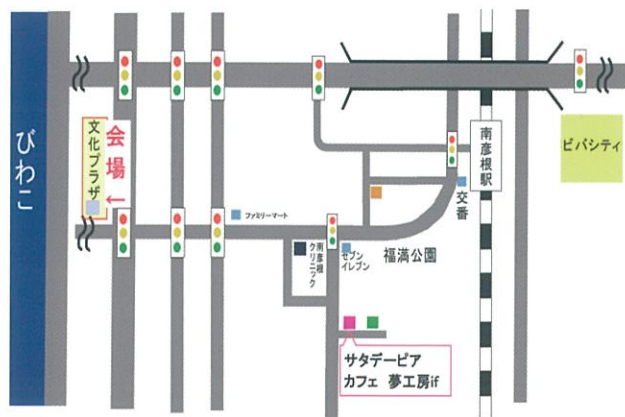 びわこ
文化プラザ
会場
←
ファミリーマート
南彦根
クリニック
セブン
イレブン
福満公園
交番
南彦根駅
ビバシティ
サタデーピア
カフェ 夢工房if